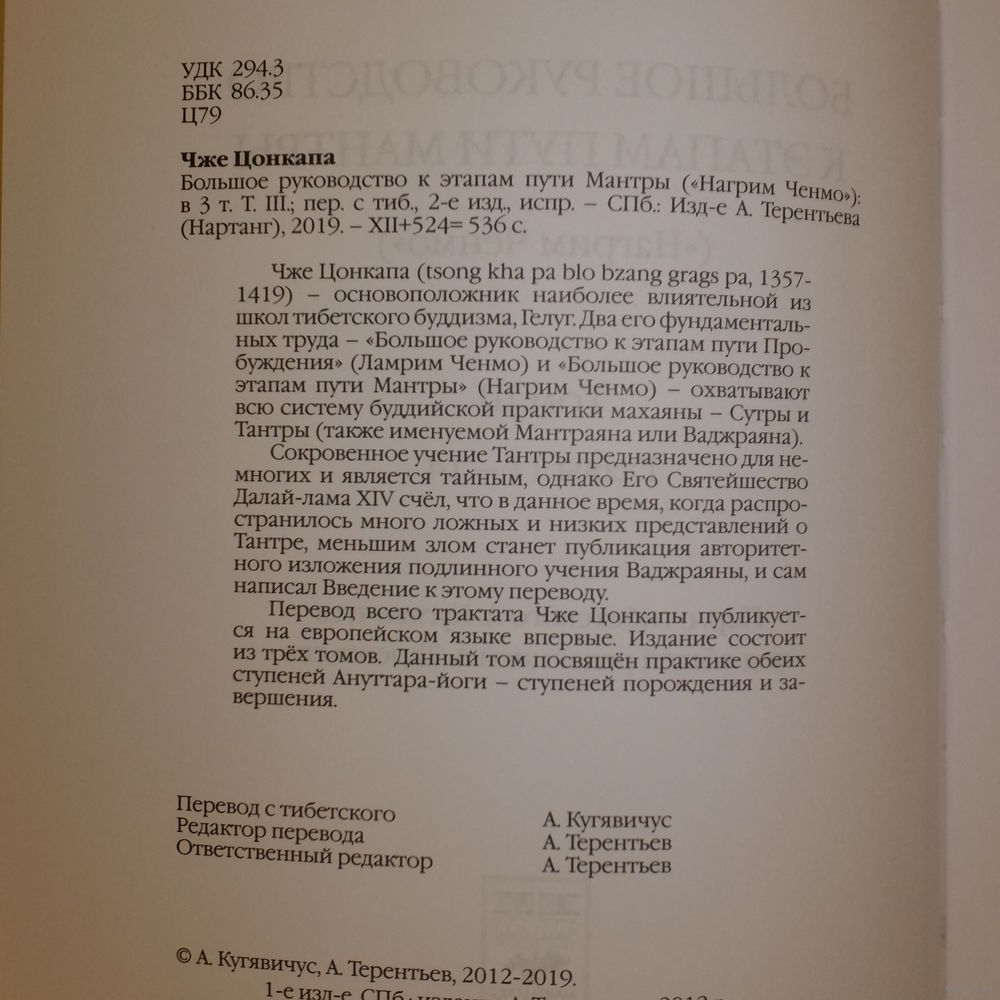 УДК 294.3
ББК 86.35
Ц79
Чже Цонкапа
Большое руководство к этапам пути Мантры («Нагрим Ченмо»):
в 3 т. Т. III.; пер. с тиб., 2-е изд., испр. – СПб.: Изд-е А. Терентьева
(Нартанг), 2019. – XII+524= 536 с.
Чже Цонкапа (tsong kha pa blo bzang grags pa, 1357-
1419) – основоположник наиболее влиятельной из
школ тибетского буддизма, Гелуг. Два его фундаменталь-
ных труда – «Большое руководство к этапам пути Про-
буждения» (Ламрим Ченмо) и «Большое руководство к
этапам пути Мантры» (Нагрим Ченмо) – охватывают
всю систему буддийской практики махаяны – Сутры и
Тантры (также именуемой Мантраяна или Ваджраяна).
Сокровенное учение Тантры предназначено для не-
многих и является тайным, однако Его Святейшество
Далай-лама XIV счёл, что в данное время, когда распро-
странилось много ложных и низких представлений о
Тантре, меньшим злом станет публикация авторитет-
ного изложения подлинного учения Ваджраяны, и сам
написал Введение к этому переводу.
Перевод всего трактата Чже Цонкапы публикует-
ся на европейском языке впервые. Издание состоит
из трёх томов. Данный том посвящён практике обеих
ступеней Ануттара-йоги – ступеней порождения и за-
вершения.
Перевод с тибетского А. Кугявичус
Редактор перевода А. Терентьев
Ответственный редактор А. Терентьев
© А. Кугявичус, А. Терентьев, 2012-2019.
1-е изд-е, СПб.: